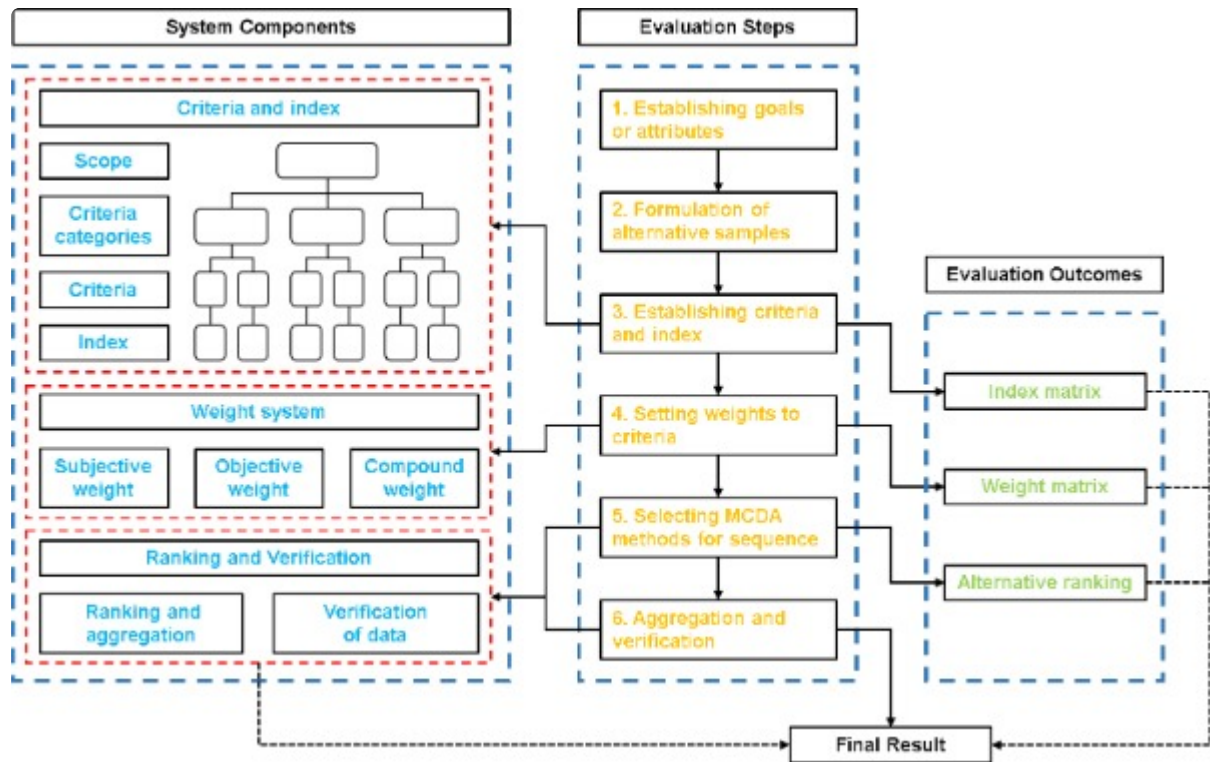 System Components
Evaluation Steps
Criteria and index
Scope
Criteria
categories
Criteria
Index
Weight system
Subjective
weight
Objective
weight
Compound
weight
Ranking and Verification
Ranking and
aggregation
Verification
of data
1. Establishing goals
or attributes
2. Formulation of
alternative samples
3. Establishing criteria
and index
4. Setting weights to
criteria
5. Selecting MCDA
methods for sequence
6. Aggregation and
verification
Evaluation Outcomes
Index matrix
Weight matrix
Alternative ranking
Final Result